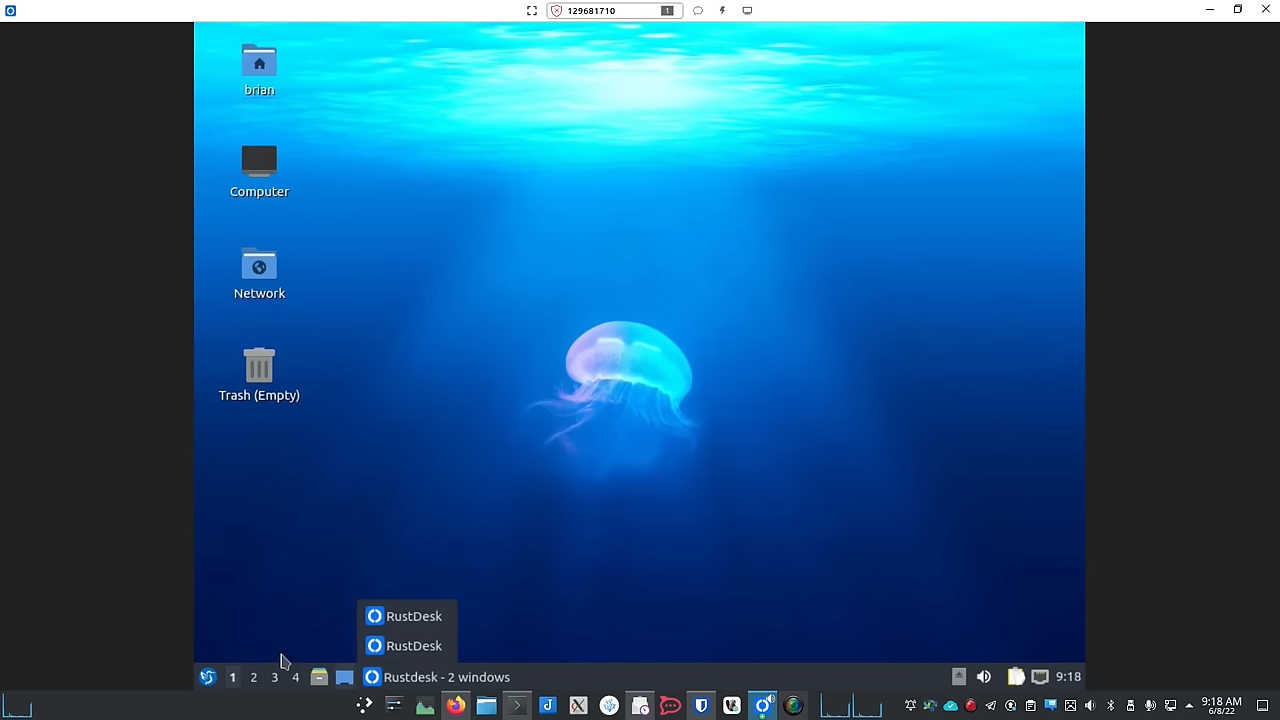 129681710
1
brian
Computer
Network
Trash (Empty)
RustDesk
RustDesk
1 2 3 4
Rustdesk - 2 windows
9:18
9:18 AM
6/8/22